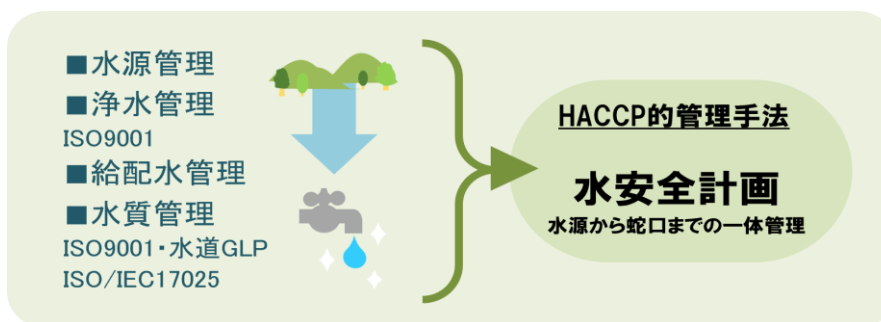 ■水源管理
■浄水管理
ISO9001
■給配水管理
■水質管理
ISO9001・水道GLP
ISO/IEC17025
HACCP的管理手法
水安全計画
水源から蛇口までの一体管理